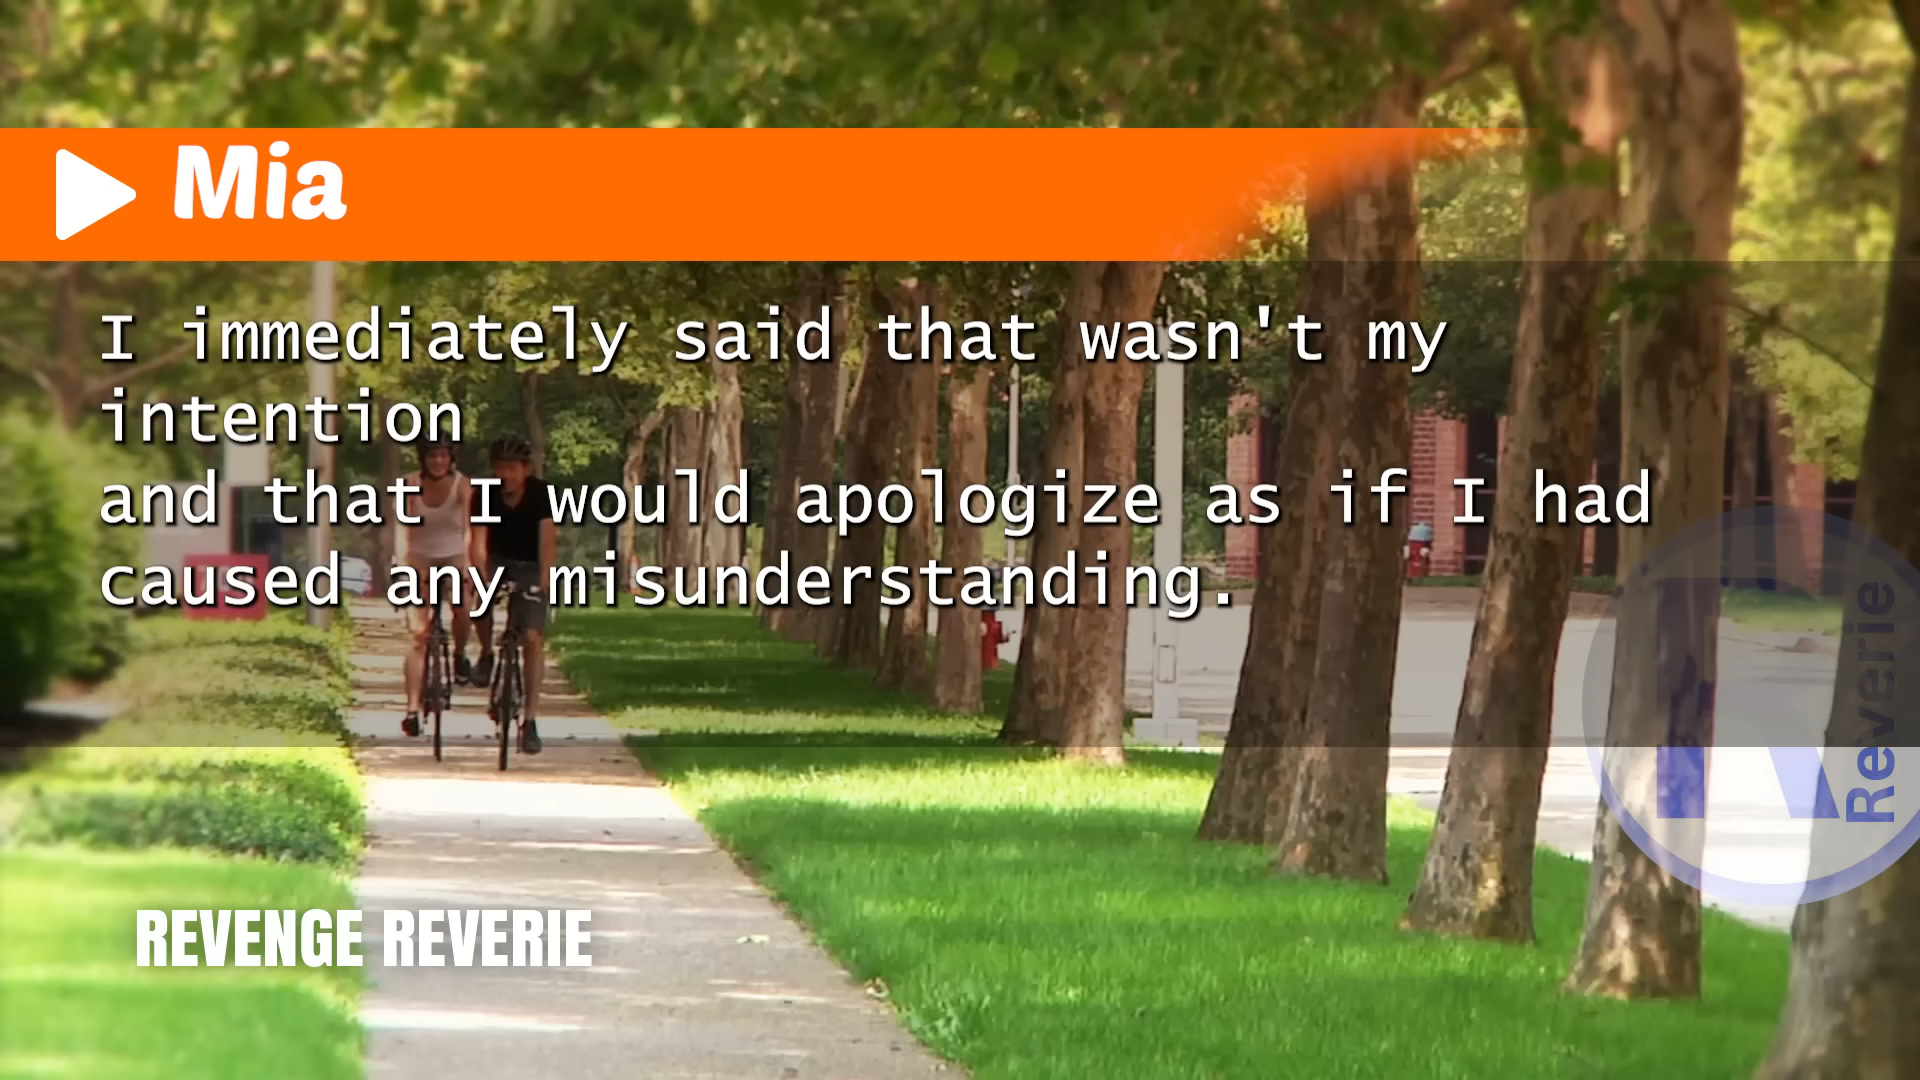 Mia
I immediately said that wasn't my
intention
and that I would apologize as if I had
caused any misunderstanding.
Reverie
REVENGE REVERIE